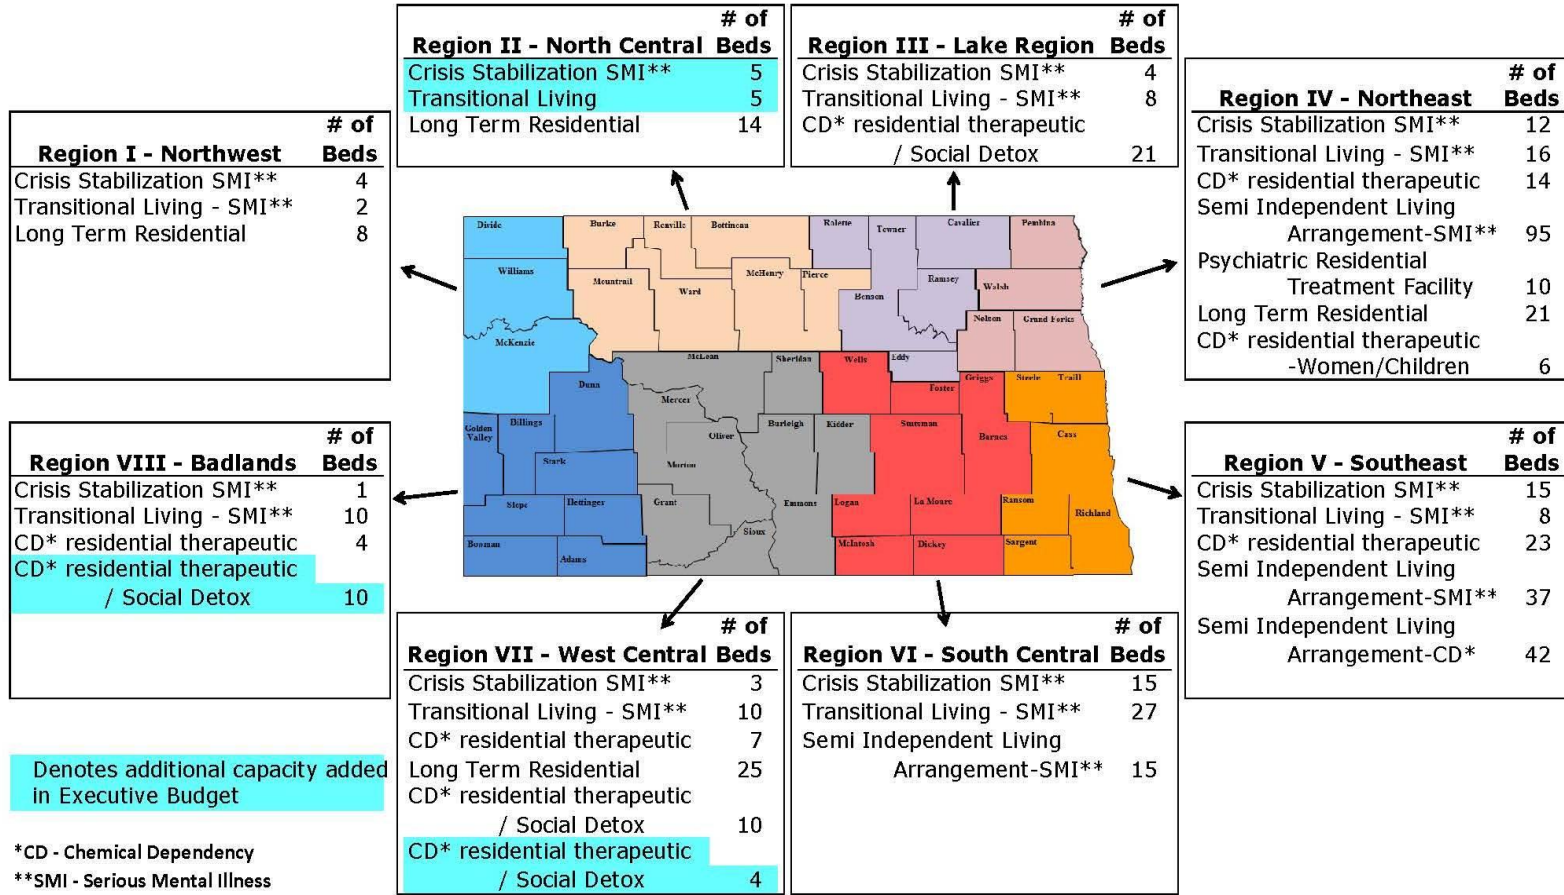 # of
Region II - North Central Beds
Crisis Stabilization SMI** 5
Transitional Living 5
Long Term Residential 14
# of
Region III - Lake Region Beds
Crisis Stabilization SMI** 4
Transitional Living - SMI** 8
CD* residential therapeutic
/ Social Detox 21
# of
Region I - Northwest Beds
Crisis Stabilization SMI** 4
Transitional Living - SMI** 2
Long Term Residential 8
# of
Region IV - Northeast Beds
Crisis Stabilization SMI** 12
Transitional Living - SMI** 16
CD* residential therapeutic 14
Semi Independent Living
Arrangement-SMI** 95
Psychiatric Residential
Treatment Facility 10
Long Term Residential 21
CD* residential therapeutic
-Women/Children 6
Divide
Burke
Renville
Bottineau
Rolette
Towner
Cavalier
Pembina
Williams
Mountrail
Ward
McHenry
Pierce
Benson
Ramsey
Walsh
Nelson
Grand Forks
McKenzie
McLean
Sheridan
Wells
Eddy
Foster
Griggs
Steele
Traill
Dunn
Mercer
Oliver
Burleigh
Kidder
Stutsman
Barnes
Cass
Golden
Valley
Billings
Stark
Morton
Slope
Hettinger
Grant
Sioux
Emmons
Logan
La Moure
Ransom
Richland
Bowman
Adams
McIntosh
Dickey
Sargent
# of
Region VIII - Badlands Beds
Crisis Stabilization SMI** 1
Transitional Living - SMI** 10
CD* residential therapeutic 4
CD* residential therapeutic
/ Social Detox 10
# of
Region V - Southeast Beds
Crisis Stabilization SMI** 15
Transitional Living - SMI** 8
CD* residential therapeutic 23
Semi Independent Living
Arrangement-SMI** 37
Semi Independent Living
Arrangement-CD* 42
# of
Region VII - West Central Beds
Crisis Stabilization SMI** 3
Transitional Living - SMI** 10
CD* residential therapeutic 7
Long Term Residential 25
CD* residential therapeutic
/ Social Detox 10
CD* residential therapeutic
/ Social Detox 4
# of
Region VI - South Central Beds
Crisis Stabilization SMI** 15
Transitional Living - SMI** 27
Semi Independent Living
Arrangement-SMI** 15
Denotes additional capacity added
in Executive Budget
*CD - Chemical Dependency
**SMI - Serious Mental Illness